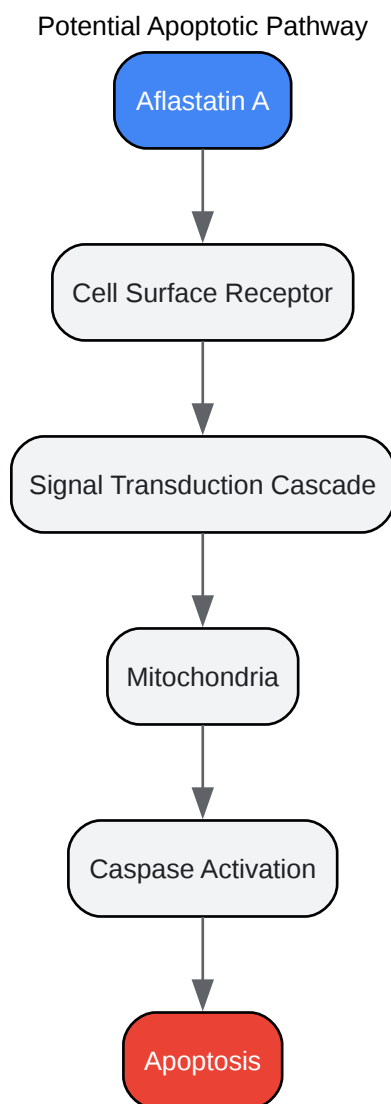 Potential Apoptotic Pathway
Aflastatin A
Cell Surface Receptor
Signal Transduction Cascade
Mitochondria
Caspase Activation
Apoptosis